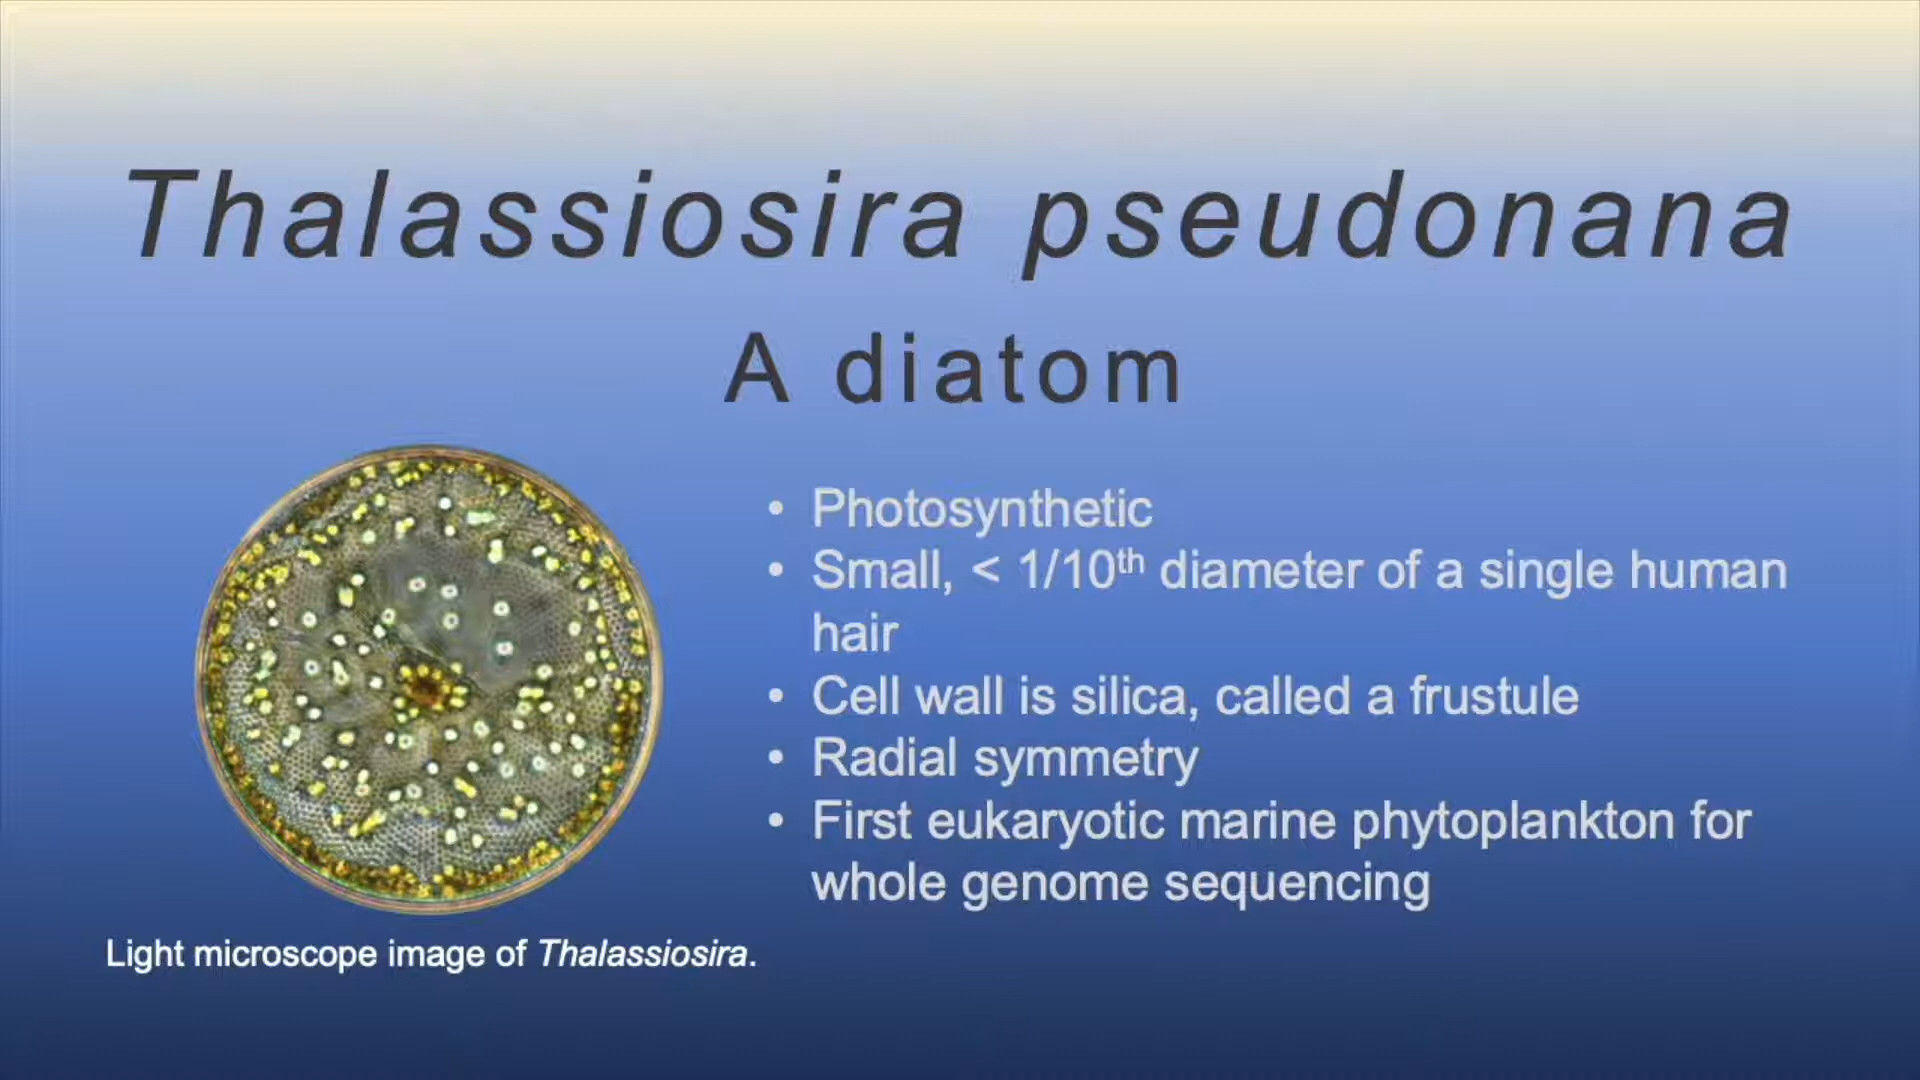 Thalassiosira pseudonana
A diatom
• Photosynthetic
• Small, < 1/10th diameter of a single human
hair
• Cell wall is silica, called a frustule
• Radial symmetry
• First eukaryotic marine phytoplankton for
whole genome sequencing
Light microscope image of Thalassiosira.